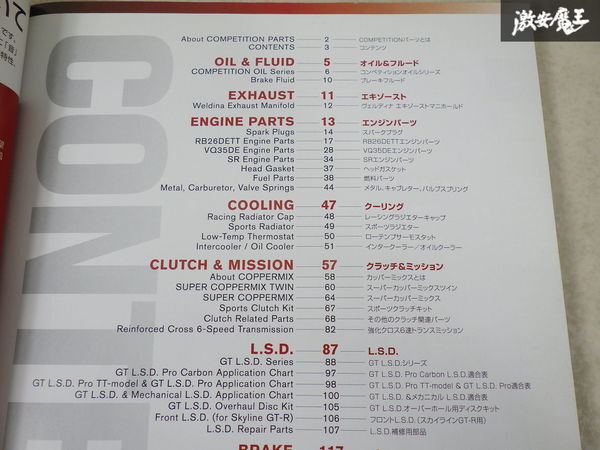 激安魔王
いて
CONTE
About COMPETITION PARTS 2 COMPETITIONパーツとは
CONTENTS 3 コンテンツ
OIL & FLUID 5 オイル&フルード
COMPETITION OIL Series 6 コンペティションオイルシリーズ
Brake Fluid 10 ブレーキフルード
EXHAUST 11 エキゾースト
Weldina Exhaust Manifold 12 ヴェルディナ エキゾーストマニホールド
ENGINE PARTS 13 エンジンパーツ
Spark Plugs 14 スパークプラグ
RB26DETT Engine Parts 17 RB26DETTエンジンパーツ
VQ35DE Engine Parts 28 VQ35DEエンジンパーツ
SR Engine Parts 34 SRエンジンパーツ
Head Gasket 37 ヘッドガスケット
Fuel Parts 38 燃料パーツ
Metal, Carburetor, Valve Springs 44 メタル、キャブレター、バルブスプリング
COOLING 47 クーリング
Racing Radiator Cap 48 レーシングラジエターキャップ
Sports Radiator 49 スポーツラジエター
Low-Temp Thermostat 50 ローテンプサーモスタット
Intercooler / Oil Cooler 51 インタークーラー/オイルクーラー
CLUTCH & MISSION 57 クラッチ&ミッション
About COPPERMIX 58 カッパーミックスとは
SUPER COPPERMIX TWIN 60 スーパーカッパーミックスツイン
SUPER COPPERMIX 64 スーパーカッパーミックス
Sports Clutch Kit 67 スポーツクラッチキット
Clutch Related Parts 68 その他のクラッチ関連パーツ
Reinforced Cross 6-Speed Transmission 82 強化クロス6速トランスミッション
L.S.D. 87 L.S.D.
GT L.S.D. Series 88 GT L.S.D.シリーズ
GT L.S.D. Pro Carbon Application Chart 97 GT L.S.D. Pro Carbon L.S.D.適合表
GT L.S.D. Pro TT-model & GT L.S.D. Pro Application Chart 98 GT L.S.D. Pro TT-model & GT L.S.D. Pro適合表
GT L.S.D. & Mechanical L.S.D. Application Chart 100 GT L.S.D. &メカニカル L.S.D. 適合表
GT L.S.D. Overhaul Disc Kit 105 GT L.S.D.オーバーホール用ディスクキット
Front L.S.D. (for Skyline GT-R) 106 フロントL.S.D. (スカイラインGT-R用)
L.S.D. Repair Parts 107 L.S.D.補修用部品
BRAKE 117